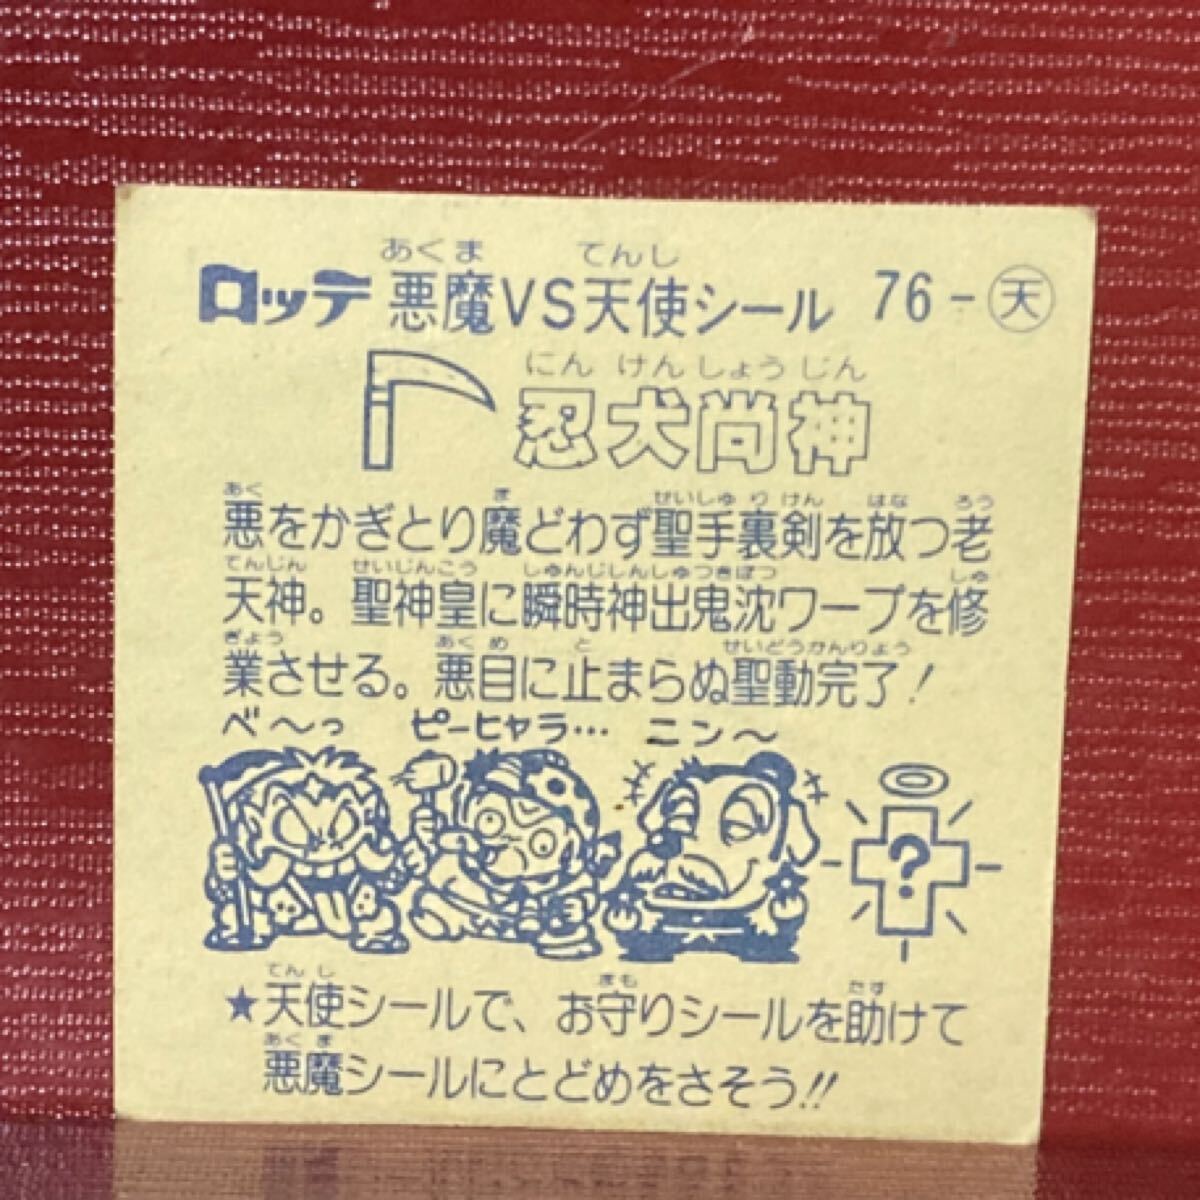 あくま てんし
ロッテ 悪魔VS天使シール 76-天
にん けん しょう じん
忍犬尚神
あく ま せいしゅりけん はな ろう
悪をかぎとり魔どわず聖手裏剣を放つ老
てんじん せいじんこう しゅんじしんしゅつきぼつ しゅ
天神。聖神皇に瞬時神出鬼沈ワープを修
ぎょう あくめ と せいどうかんりょう
業させる。悪目に止まらぬ聖動完了!
べ〜っ ピーヒャラ… ニン〜
?
てんし まも たす
★天使シールで、お守りシールを助けて
あくま
悪魔シールにとどめをさそう!!